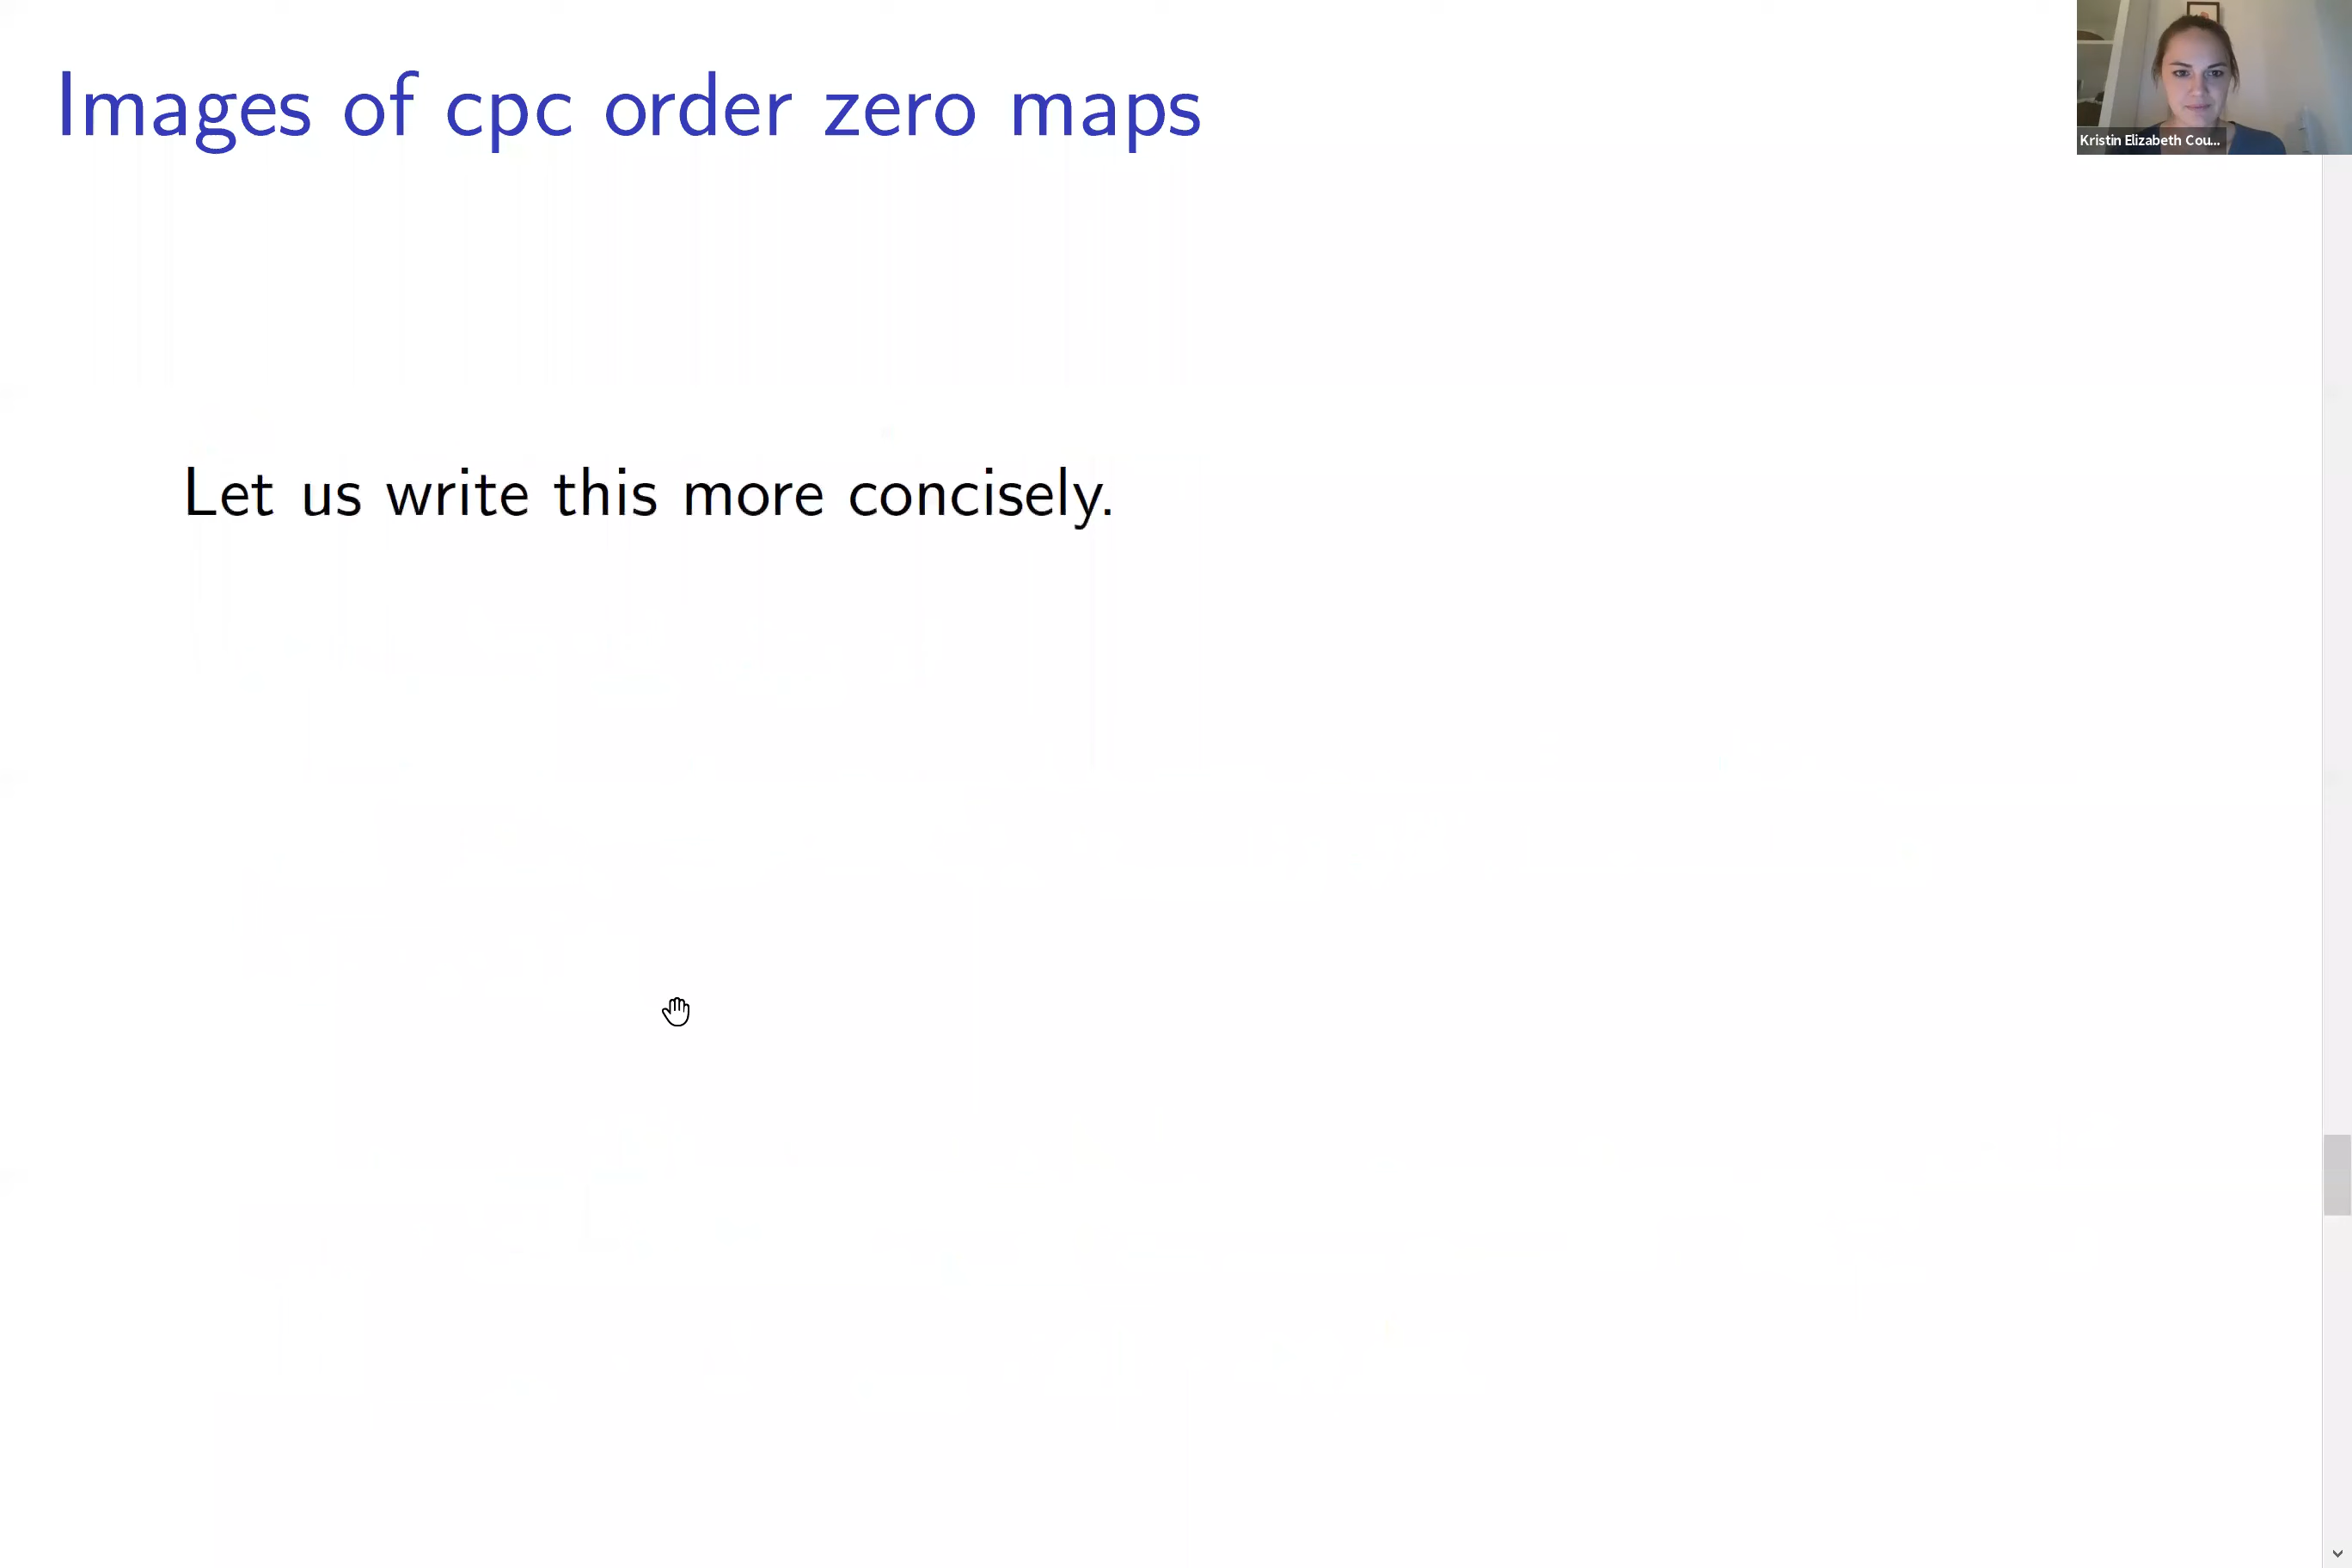 Images of cpc order zero maps
Kristin Elizabeth Cou...
Let us write this more concisely.